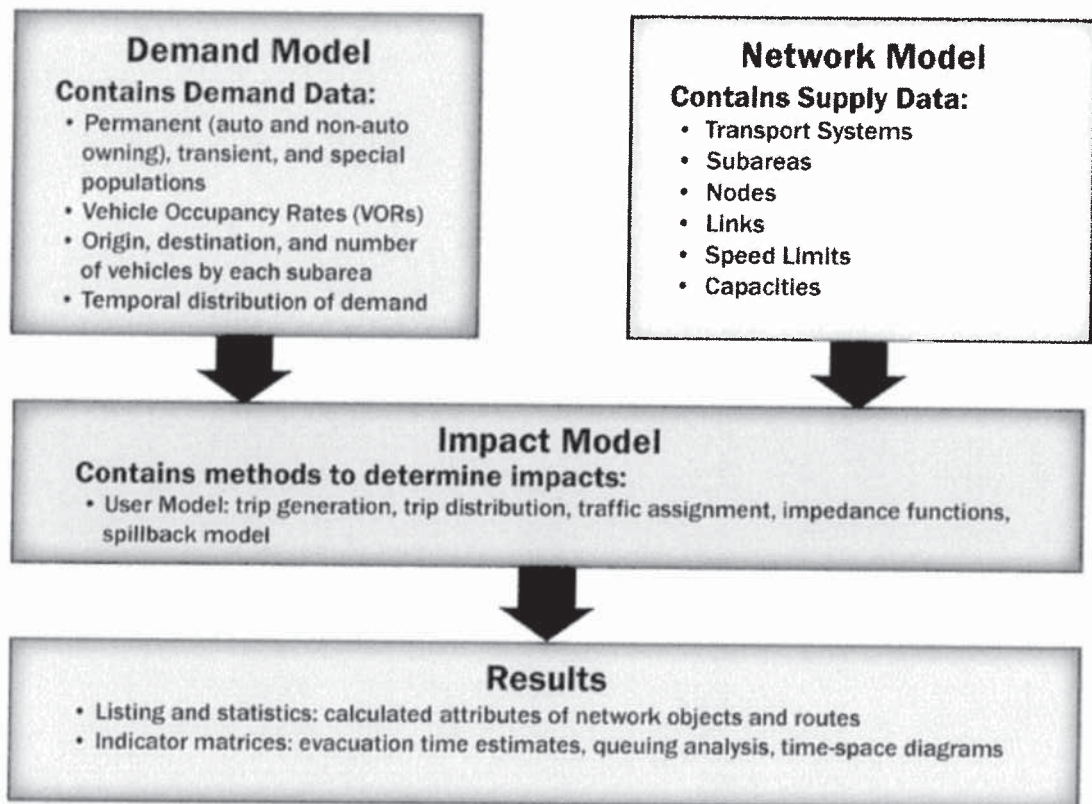 Demand Model
Contains Demand Data:
• Permanent (auto and non-auto
owning), transient, and special
populations
• Vehicle Occupancy Rates (VORs)
• Origin, destination, and number
of vehicles by each subarea
• Temporal distribution of demand
Network Model
Contains Supply Data:
• Transport Systems
• Subareas
• Nodes
• Links
• Speed Limits
• Capacities
Impact Model
Contains methods to determine impacts:
• User Model: trip generation, trip distribution, traffic assignment, impedance functions,
spillback model
Results
• Listing and statistics: calculated attributes of network objects and routes
• Indicator matrices: evacuation time estimates, queuing analysis, time-space diagrams